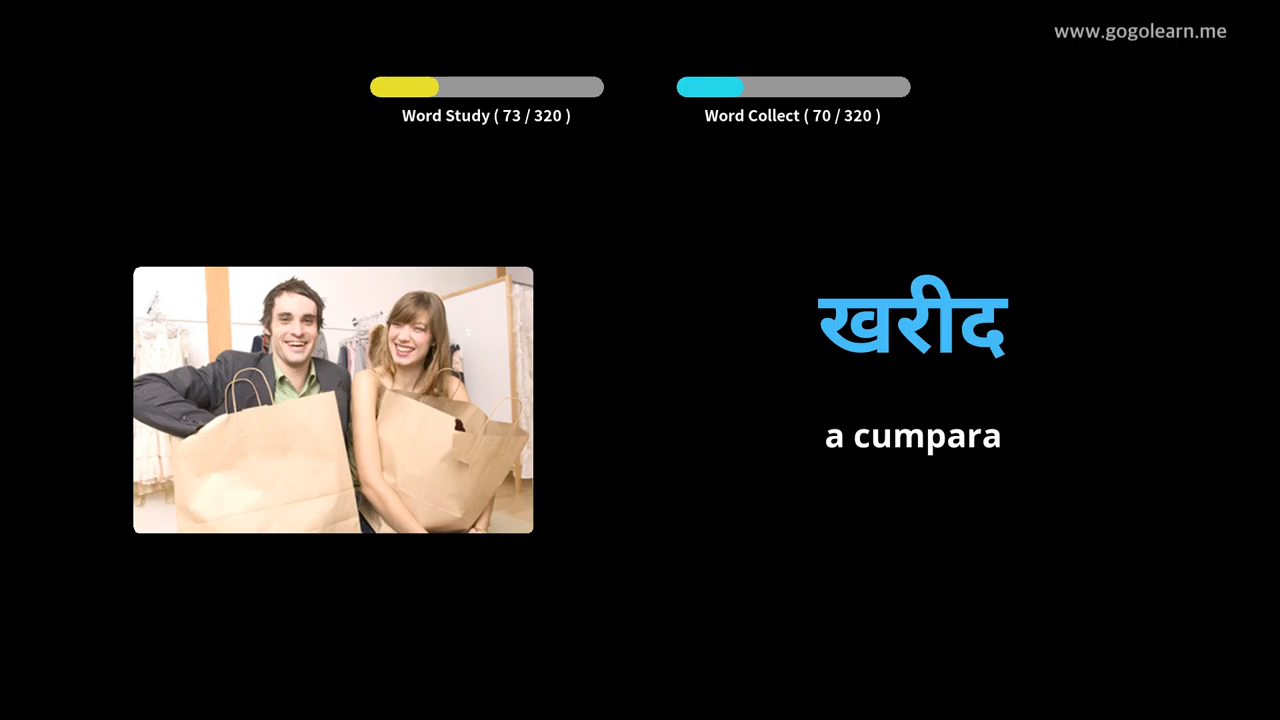 www.gogolearn.me
Word Study ( 73 / 320 )
Word Collect ( 70 / 320 )
खरीद
a cumpara